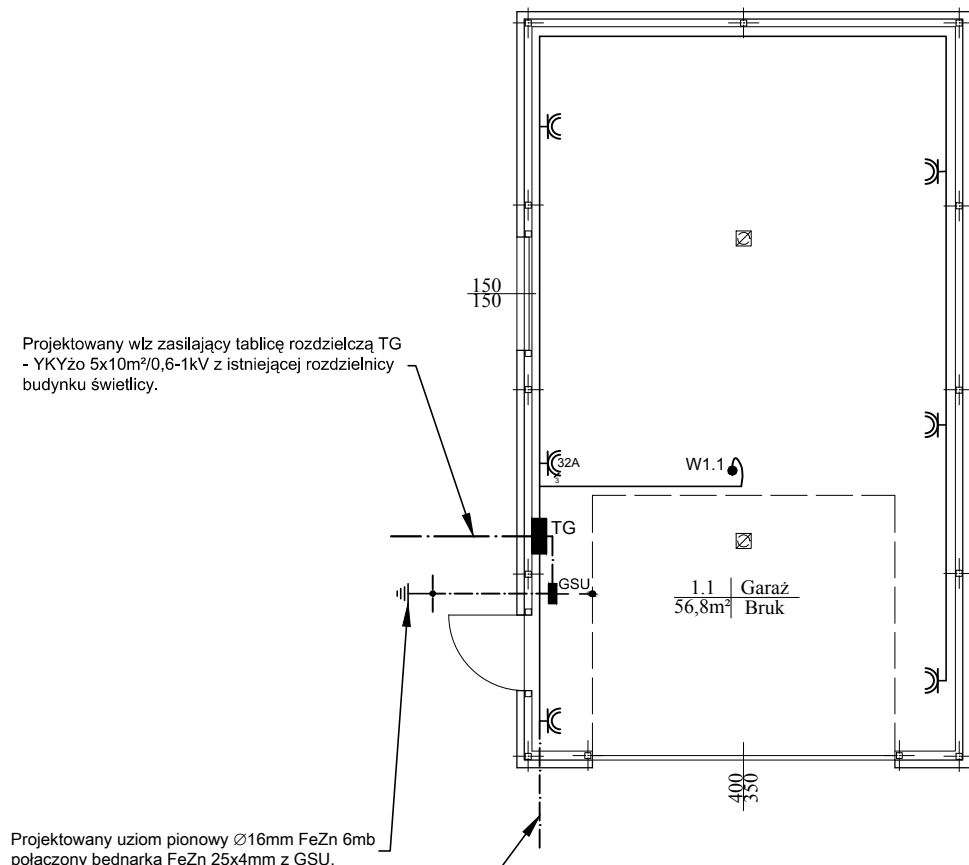 150
150
Projektowany wlz zasilający tablicę rozdzielczą TG
- YKYżo 5x10m²/0,6-1kV z istniejącej rozdzielnicy
budynku świetlicy.
32A
3
W1.1
TG
GSU
1.1 Garaż
56,8m² Bruk
400
350
Projektowany uziom pionowy Ø16mm FeZn 6mb
połączony bednarką FeZn 25x4mm z GSU.